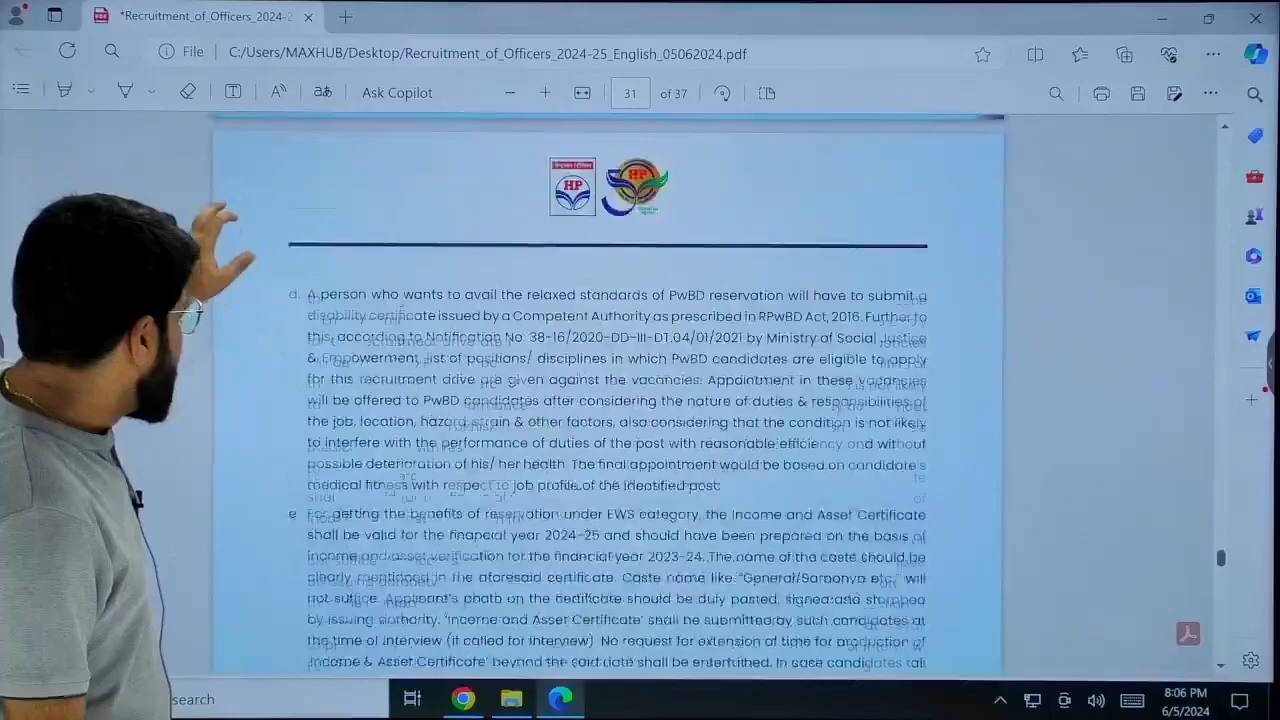 *Recruitment_of_Officers_2024-2
File
C:/Users/MAXHUB/Desktop/Recruitment_of_Officers_2024-25_English_05062024.pdf
Ask Copilot
31 of 37
HP HP
d. A person who wants to avail the relaxed standards of PwBD reservation will have to submit a
disability certificate issued by a Competent Authority as prescribed in RPwBD Act, 2016. Further to
this, according to Notification No. 38-16/2020-DD-III-DT.04/01/2021 by Ministry of Social Justice
& Empowerment, list of positions/ disciplines in which PwBD candidates are eligible to apply
for this recruitment drive are given against the vacancies. Appointment in these vacancies
will be offered to PwBD candidates after considering the nature of duties & responsibilities of
the job, location, hazard strain & other factors, also considering that the condition is not likely
to interfere with the performance of duties of the post with reasonable efficiency and without
possible deterioration of his/ her health. The final appointment would be based on candidate's
medical fitness with respect to job profile of the identified post.
e For getting the benefits of reservation under EWS category, the Income and Asset Certificate
shall be valid for the financial year 2024-25 and should have been prepared on the basis of
income and asset verification for the financial year 2023-24. The name of the caste should be
clearly mentioned in the aforesaid certificate. Caste name like "General/Samanya etc." will
not suffice. Applicant's photo on the certificate should be duly pasted, signed and stamped
by issuing authority. 'Income and Asset Certificate' shall be submitted by such candidates at
the time of Interview (if called for interview). No request for extension of time for production of
'Income & Asset Certificate' beyond the said date shall be entertained. In case candidates fail
search
8:06 PM
6/5/2024